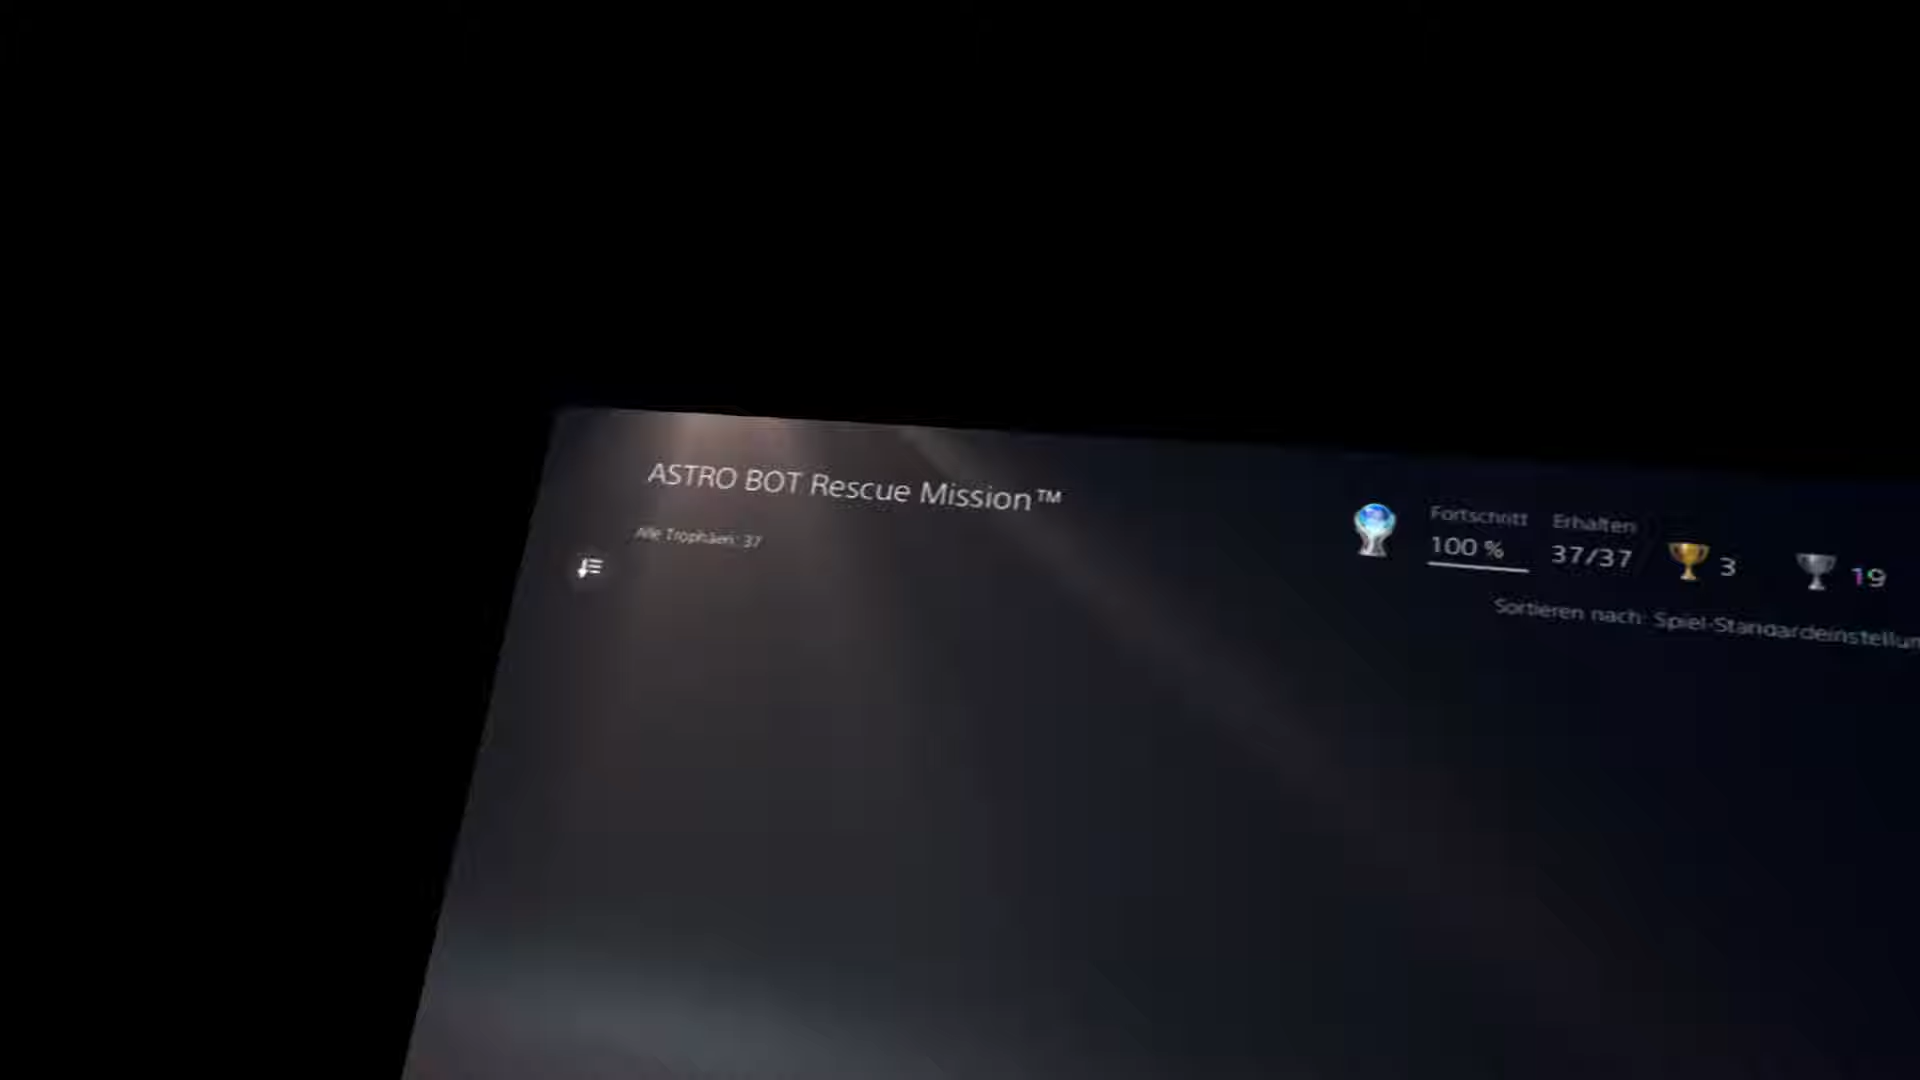 ASTRO BOT Rescue Mission™
Alle Trophäen: 37
Fortschritt Erhalten
100 % 37/37 3 19
Sortieren nach: Spiel-Standardeinstellun